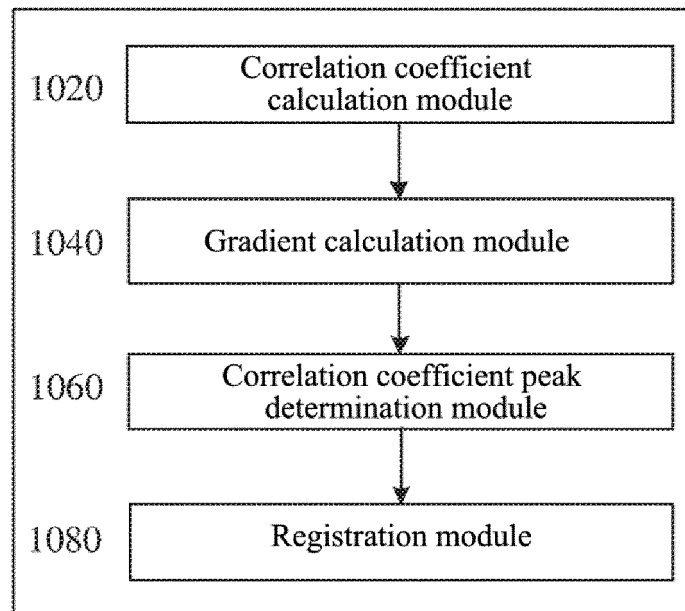 1020
Correlation coefficient
calculation module
1040
Gradient calculation module
1060
Correlation coefficient peak
determination module
1080
Registration module